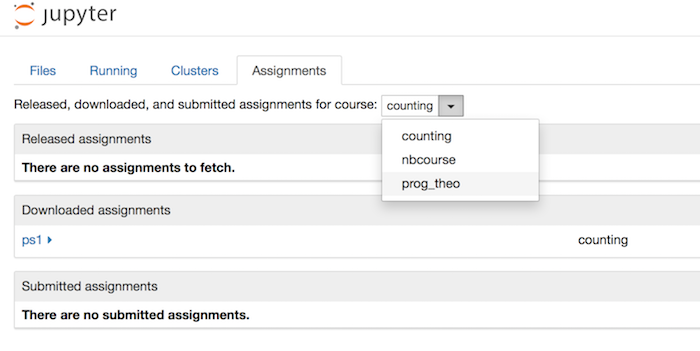 jupyter
Files Running Clusters Assignments
Released, downloaded, and submitted assignments for course: counting
counting
nbcourse
prog_theo
Released assignments
There are no assignments to fetch.
Downloaded assignments
ps1 counting
Submitted assignments
There are no submitted assignments.